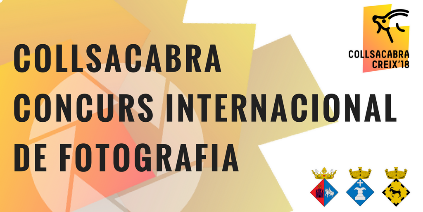 COLLSACABRA
CREIX'18
COLLSACABRA
CONCURS INTERNACIONAL
DE FOTOGRAFIA